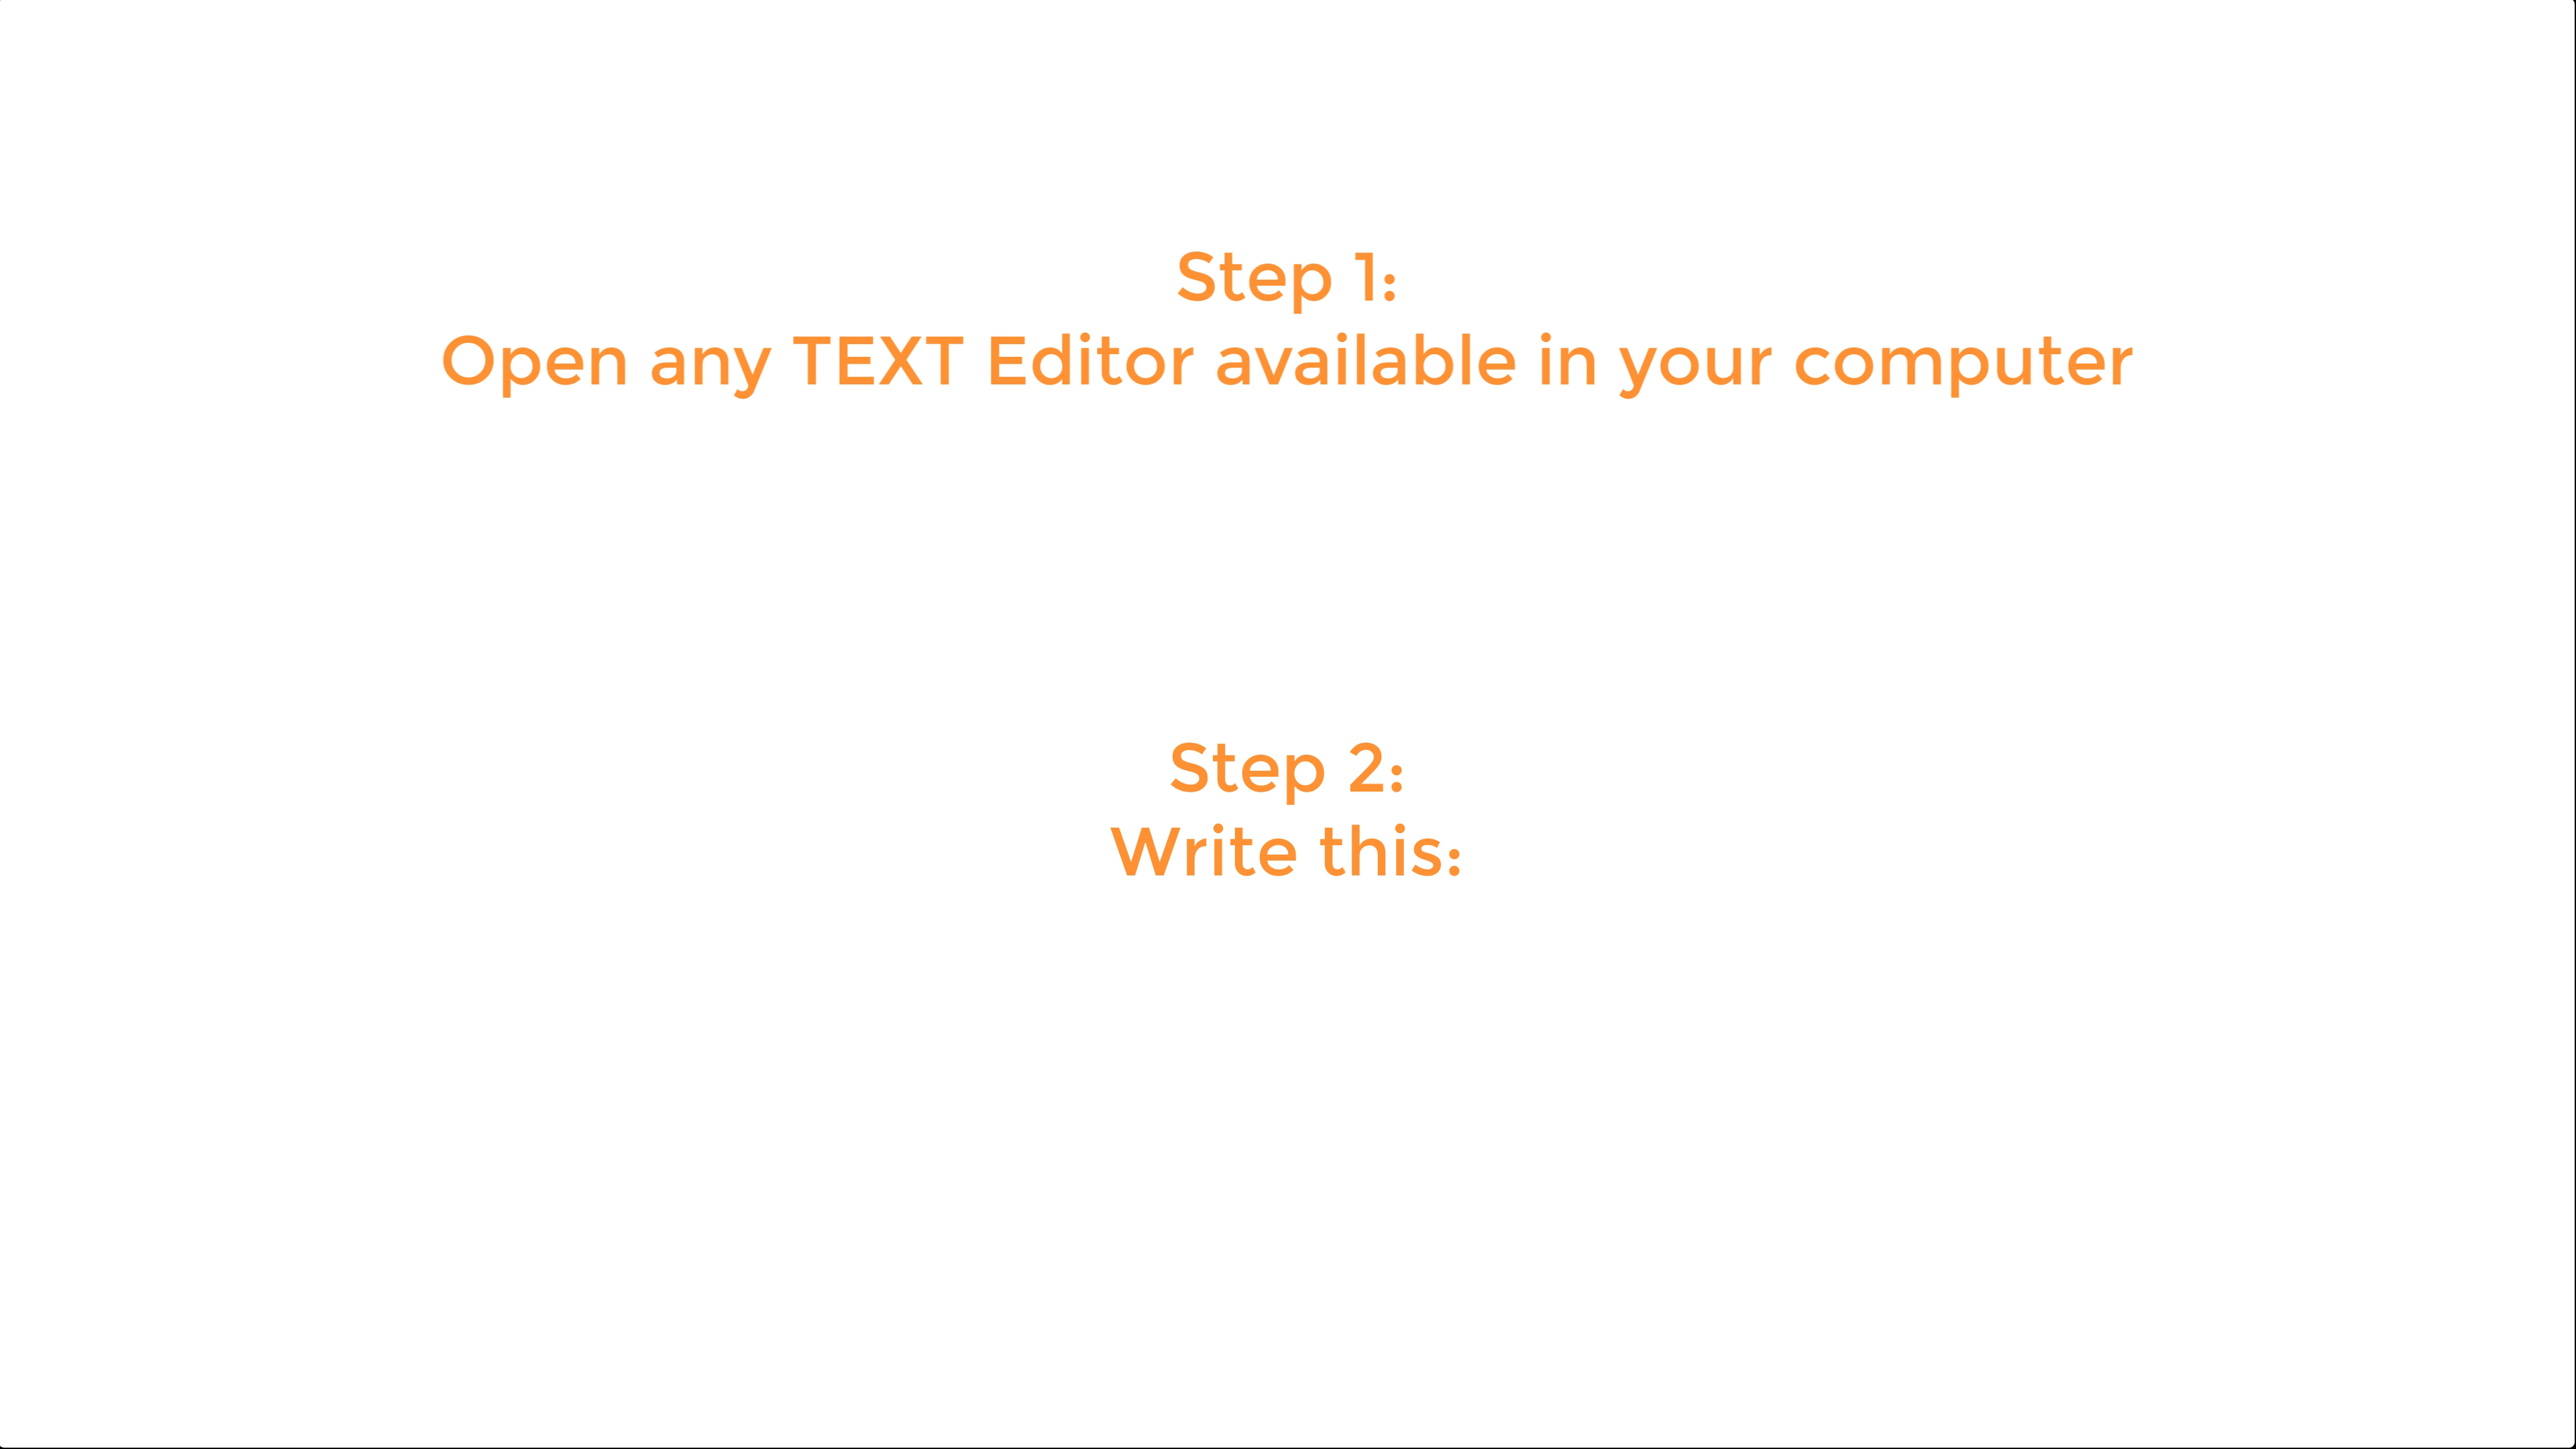 Step 1:
Open any TEXT Editor available in your computer
Step 2:
Write this: